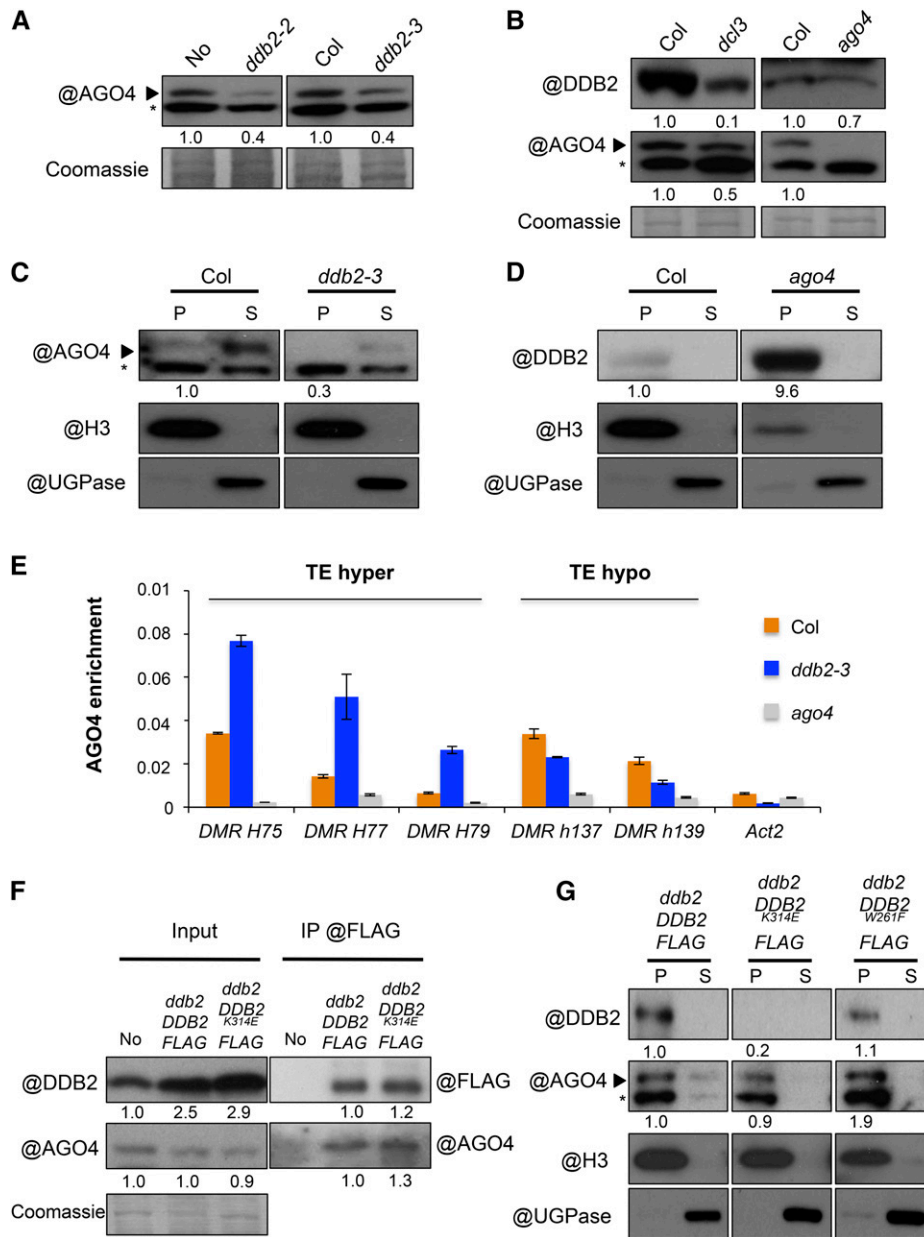 A
No ddb2-2 Col ddb2-3
@AGO4
*
1.0 0.4 1.0 0.4
Coomassie
B
Col dcl3 Col ago4
@DDB2
1.0 0.1 1.0 0.7
@AGO4
*
1.0 0.5 1.0
Coomassie
C
Col ddb2-3
P S P S
@AGO4
*
1.0 0.3
@H3
@UGPase
D
Col ago4
P S P S
@DDB2
1.0 9.6
@H3
@UGPase
E
TE hyper TE hypo
AGO4 enrichment
0.01
0.08
0.06
0.04
0.02
0
DMR H75 DMR H77 DMR H79 DMR h137 DMR h139 Act2
Col
ddb2-3
ago4
F
Input IP @FLAG
No ddb2 DDB2 FLAG ddb2 DDB2 K314E FLAG No ddb2 DDB2 FLAG ddb2 DDB2 K314E FLAG
@DDB2 @FLAG
1.0 2.5 2.9 1.0 1.2
@AGO4 @AGO4
1.0 1.0 0.9 1.0 1.3
Coomassie
G
ddb2 DDB2 FLAG ddb2 DDB2 K314E FLAG ddb2 DDB2 W261F FLAG
P S P S P S
@DDB2
1.0 0.2 1.1
@AGO4
*
1.0 0.9 1.9
@H3
@UGPase